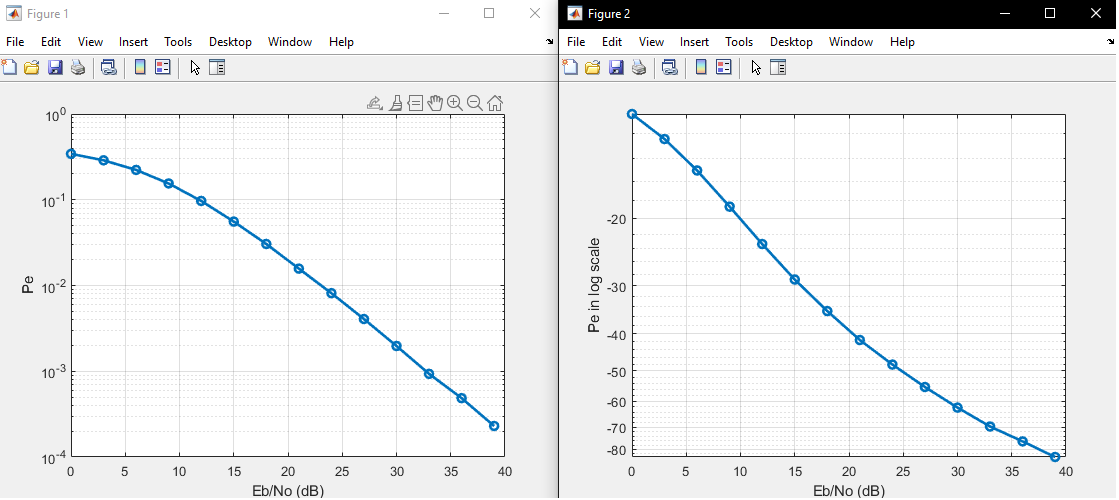 Figure 1
File Edit View Insert Tools Desktop Window Help
10^0
10^-1
10^-2
10^-3
10^-4
Pe
0 5 10 15 20 25 30 35 40
Eb/No (dB)
Figure 2
File Edit View Insert Tools Desktop Window Help
-20
-30
-40
-50
-60
-70
-80
Pe in log scale
0 5 10 15 20 25 30 35 40
Eb/No (dB)